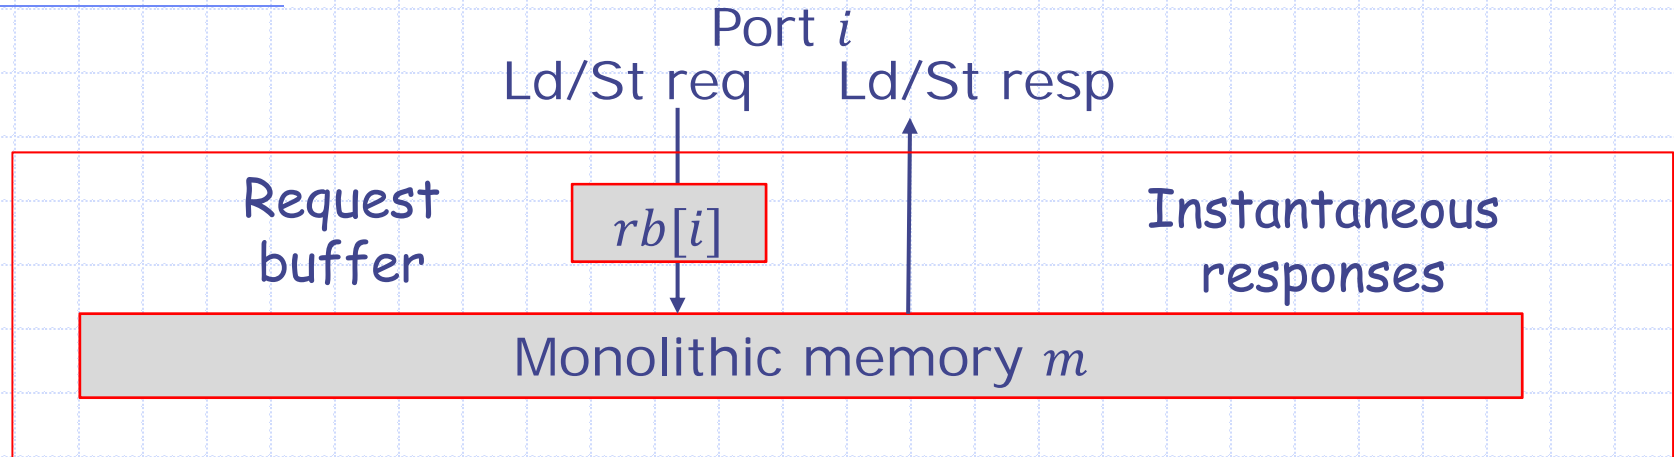 Port i
Ld/St req
Ld/St resp
Request
buffer
rb[i]
Instantaneous
responses
Monolithic memory m